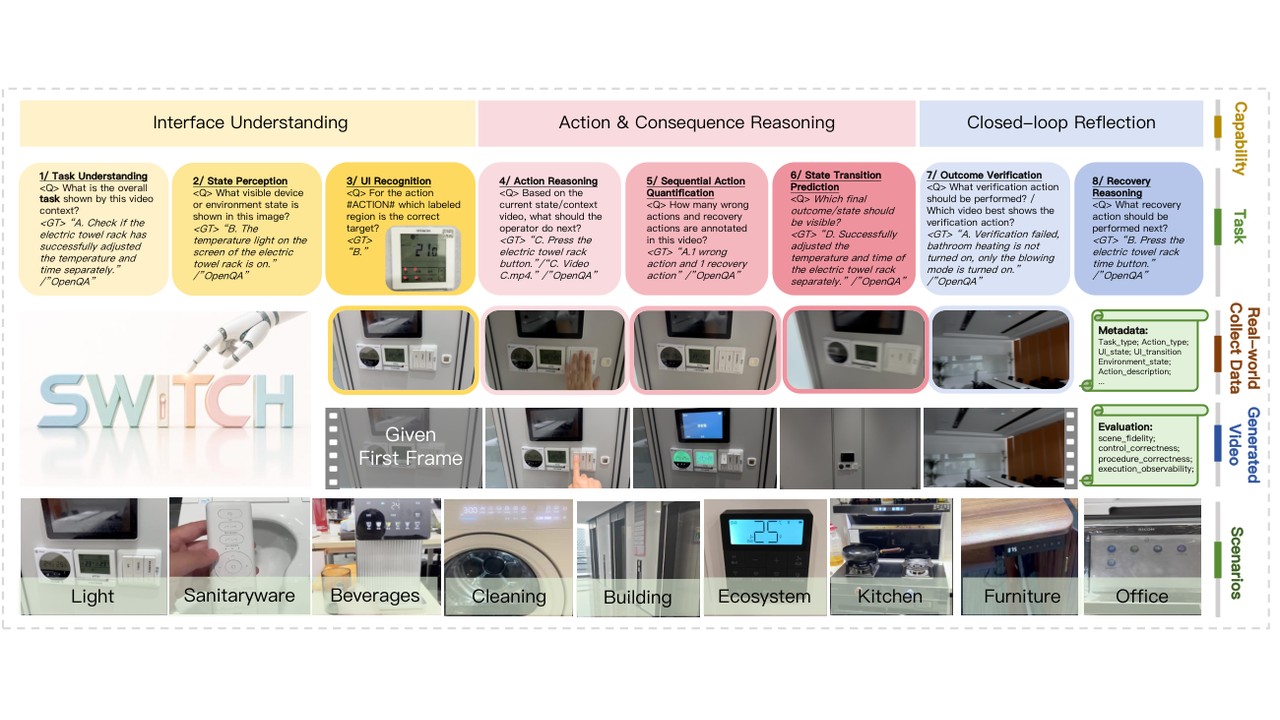 Interface Understanding
Action & Consequence Reasoning
Closed-loop Reflection
Capability
1/ Task Understanding
<Q> What is the overall
task shown by this video
context?
<GT> "A. Check if the
electric towel rack has
successfully adjusted
the temperature and
time separately."
/"OpenQA"
2/ State Perception
<Q> What visible device
or environment state is
shown in this image?
<GT> "B. The
temperature light on the
screen of the electric
towel rack is on."
/"OpenQA"
3/ UI Recognition
<Q> For the action
#ACTION# which labeled
region is the correct
target?
<GT>
"B."
4/ Action Reasoning
<Q> Based on the
current state/context
video, what should the
operator do next?
<GT> "C. Press the
electric towel rack
button."/"C. Video
C.mp4." /"OpenQA"
5/ Sequential Action
Quantification
<Q> How many wrong
actions and recovery
actions are annotated
in this video?
<GT> "A.1 wrong
action and 1 recovery
action" /"OpenQA"
6/ State Transition
Prediction
<Q> Which final
outcome/state should
be visible?
<GT> "D. Successfully
adjusted the
temperature and time of
the electric towel rack
separately." /"OpenQA"
7/ Outcome Verification
<Q> What verification action
should be performed? /
Which video best shows the
verification action?
<GT> "A. Verification failed,
bathroom heating is not
turned on, only the blowing
mode is turned on."
/"OpenQA"
8/ Recovery
Reasoning
<Q> What recovery
action should be
performed next?
<GT> "B. Press the
electric towel rack
time button."
/"OpenQA"
Task
SWITCH
Metadata:
Task_type; Action_type;
UI_state; UI_transition
Environment_state;
Action_description;
...
Real-world
Collect Data
Given
First Frame
Evaluation:
scene_fidelity;
control_correctness;
procedure_correctness;
execution_observability;
Generated
Video
Light
Sanitaryware
Beverages
Cleaning
Building
Ecosystem
Kitchen
Furniture
Office
Scenarios